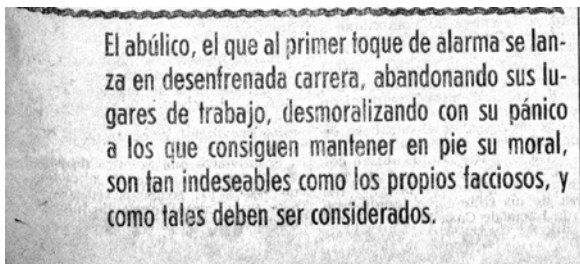 El abúlico, el que al primer toque de alarma se lan-
za en desenfrenada carrera, abandonando sus lu-
gares de trabajo, desmoralizando con su pánico
a los que consiguen mantener en pie su moral,
son tan indeseables como los propios facciosos, y
como tales deben ser considerados.